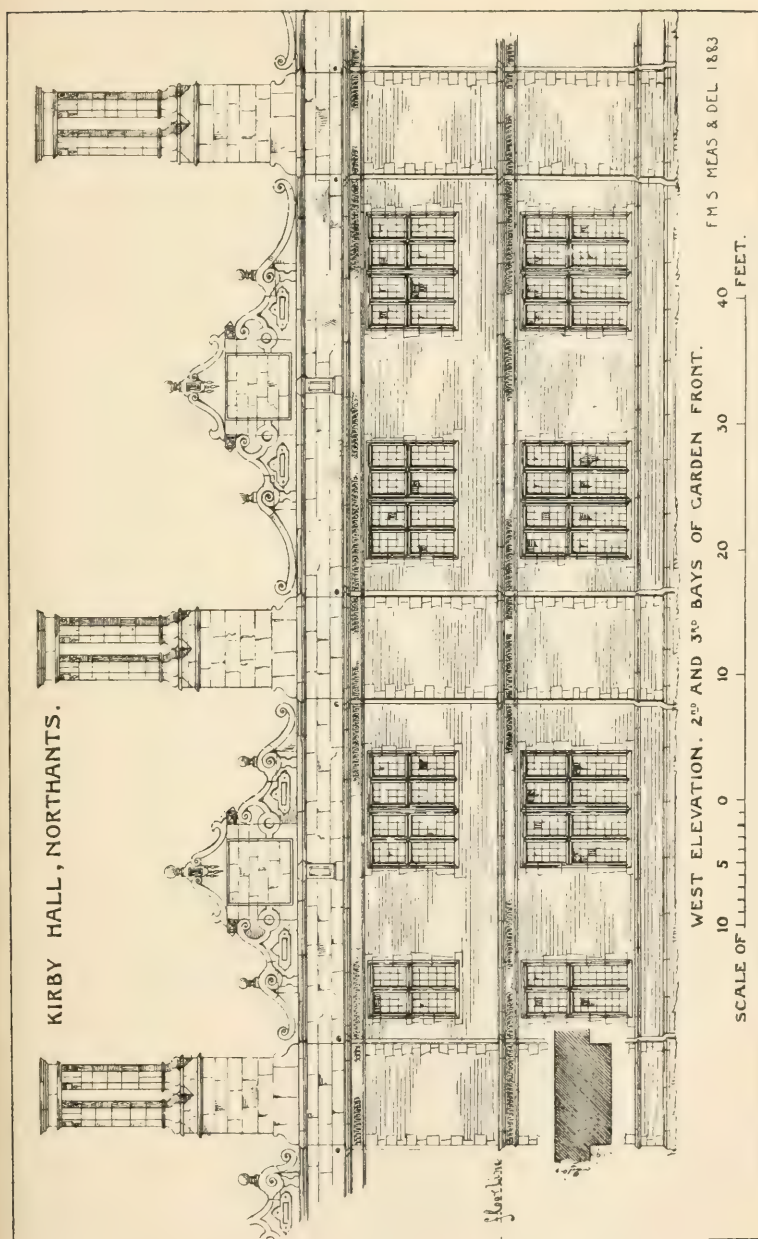 KIRBY HALL, NORTHANTS.
floor line
WEST ELEVATION. 2ND AND 3RD BAYS OF GARDEN FRONT.
F M S MEAS & DEL 1883
10 5 0 10 20 30 40
SCALE OF FEET.